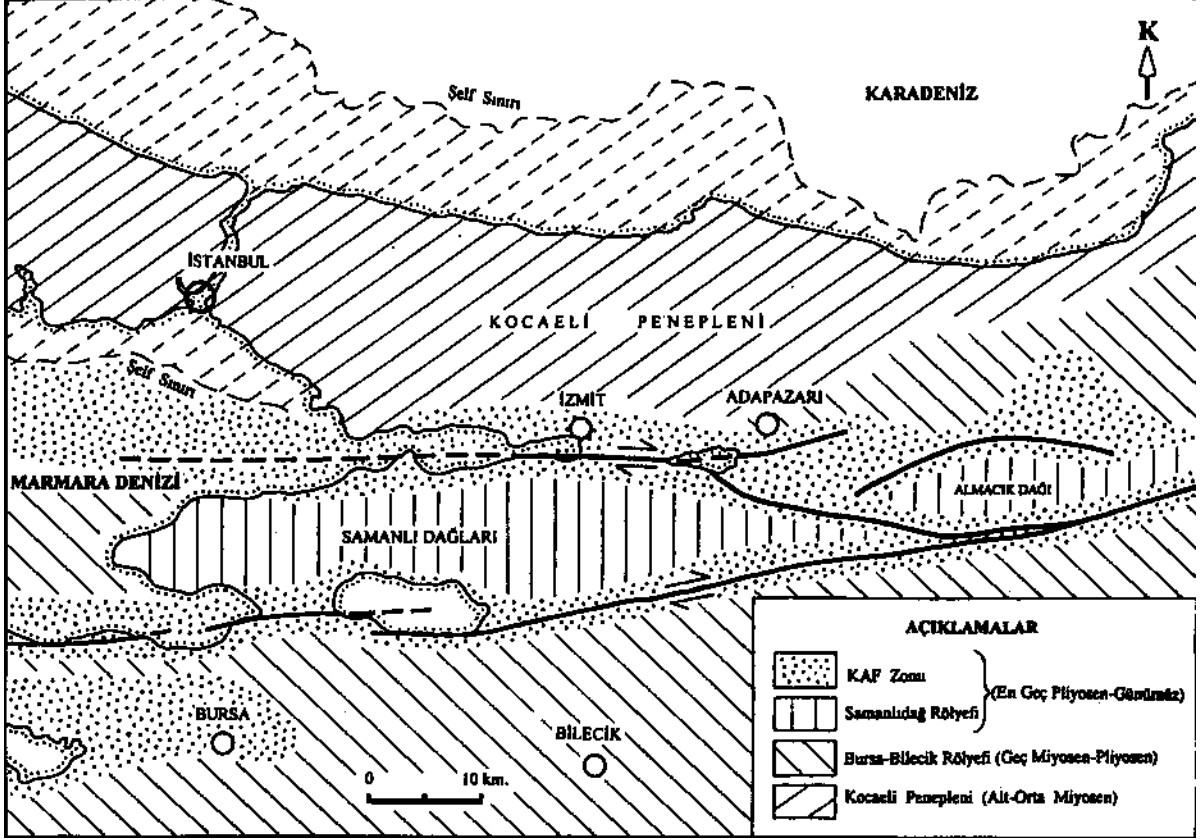 K
KARADENİZ
Şelf Sınırı
İSTANBUL
KOCAELİ PENEPLENİ
Şelf Sınırı
İZMİT
ADAPAZARI
MARMARA DENİZİ
ALMACIK DAĞI
SAMANLI DAĞLARI
BURSA
BİLECİK
0 10 km.
AÇIKLAMALAR
KAF Zonu
(En Geç Pliyosen-Günümüz)
Samanlıdağ Rölyefi
Bursa-Bilecik Rölyefi (Geç Miyosen-Pliyosen)
Kocaeli Penepleni (Alt-Orta Miyosen)